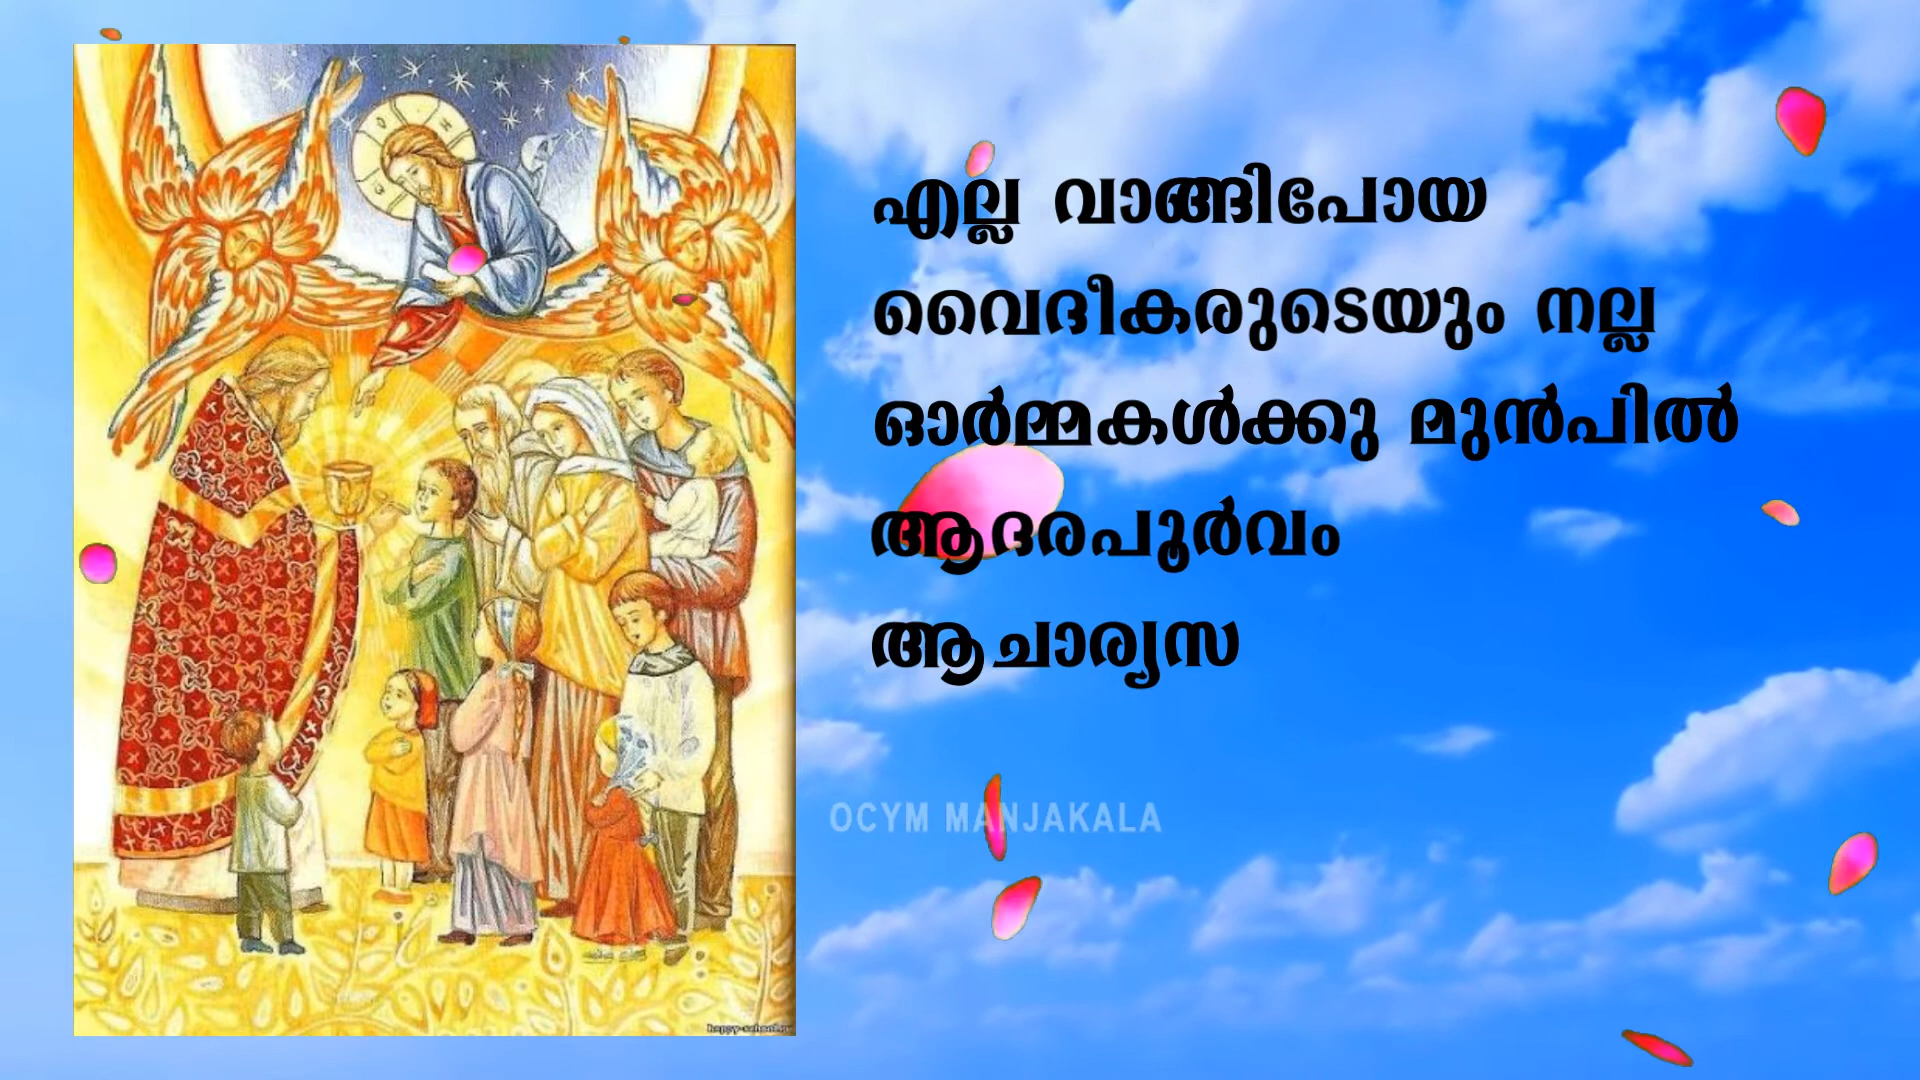 എല്ല വാങ്ങിപോയ
വൈദീകരുടെയും നല്ല
ഓർമ്മകൾക്കു മുൻപിൽ
ആദരപൂർവം
ആചാര്യസ
OCYM MANJAKALA